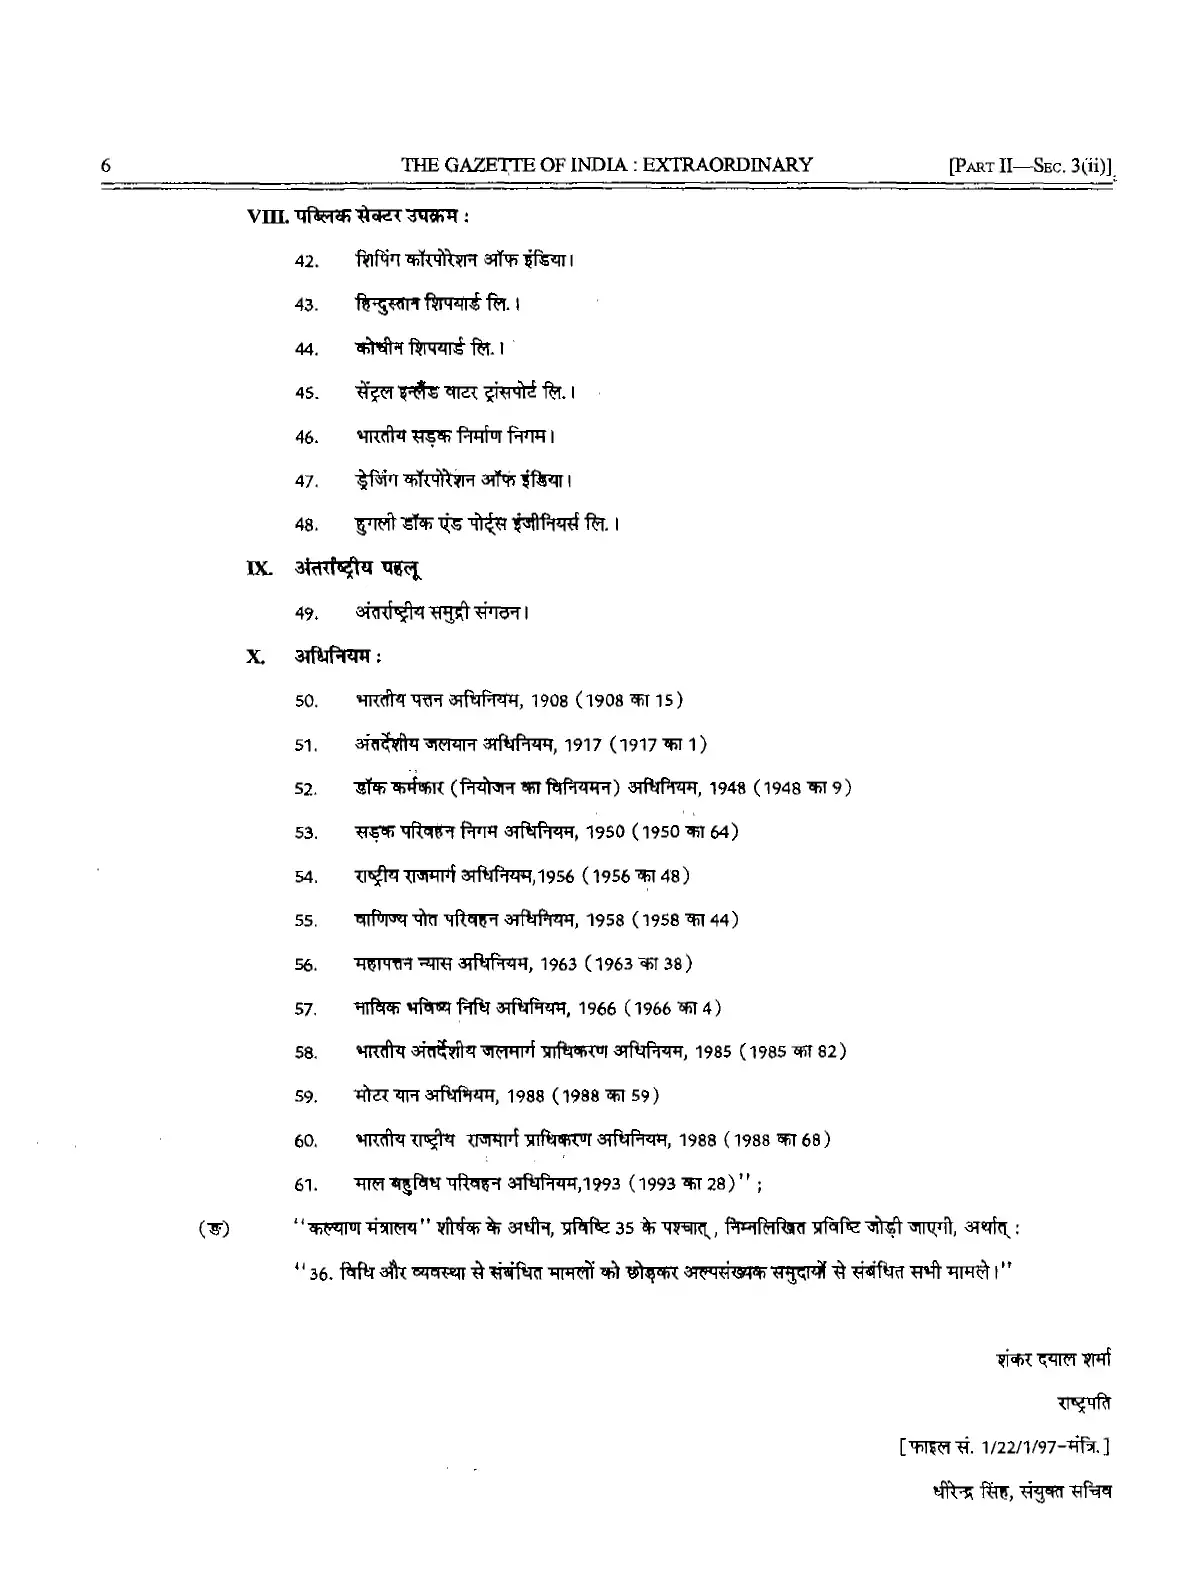 6 THE GAZETTE OF INDIA : EXTRAORDINARY [PART II—SEC. 3(ii)]
VIII. पब्लिक सेक्टर उपक्रम :
42. शिपिंग कॉरपोरेशन ऑफ इंडिया।
43. हिन्दुस्तान शिपयार्ड लि. ।
44. कोचीन शिपयार्ड लि. ।
45. सेंट्रल इन्लैंड वाटर ट्रांसपोर्ट लि. ।
46. भारतीय सड़क निर्माण निगम।
47. ड्रेजिंग कॉरपोरेशन ऑफ इंडिया।
48. हुगली डॉक एंड पोर्ट्स इंजीनियर्स लि. ।
IX. अंतर्राष्ट्रीय पहलू
49. अंतर्राष्ट्रीय समुद्री संगठन।
X. अधिनियम :
50. भारतीय पत्तन अधिनियम, 1908 (1908 का 15)
51. अंतर्देशीय जलयान अधिनियम, 1917 (1917 का 1)
52. डॉक कर्मकार (नियोजन का विनियमन) अधिनियम, 1948 (1948 का 9)
53. सड़क परिवहन निगम अधिनियम, 1950 (1950 का 64)
54. राष्ट्रीय राजमार्ग अधिनियम,1956 (1956 का 48)
55. वाणिज्य पोत परिवहन अधिनियम, 1958 (1958 का 44)
56. महापत्तन न्यास अधिनियम, 1963 (1963 का 38)
57. नाविक भविष्य निधि अधिनियम, 1966 (1966 का 4)
58. भारतीय अंतर्देशीय जलमार्ग प्राधिकरण अधिनियम, 1985 (1985 का 82)
59. मोटर यान अधिनियम, 1988 (1988 का 59)
60. भारतीय राष्ट्रीय राजमार्ग प्राधिकरण अधिनियम, 1988 (1988 का 68)
61. माल बहुविध परिवहन अधिनियम,1993 (1993 का 28)'' ;
(ङ) ''कल्याण मंत्रालय'' शीर्षक के अधीन, प्रविष्टि 35 के पश्चात्, निम्नलिखित प्रविष्टि जोड़ी जाएगी, अर्थात् :
''36. विधि और व्यवस्था से संबंधित मामलों को छोड़कर अल्पसंख्यक समुदायों से संबंधित सभी मामले।''
शंकर दयाल शर्मा
राष्ट्रपति
[फाइल सं. 1/22/1/97-मंत्रि.]
धीरेन्द्र सिंह, संयुक्त सचिव